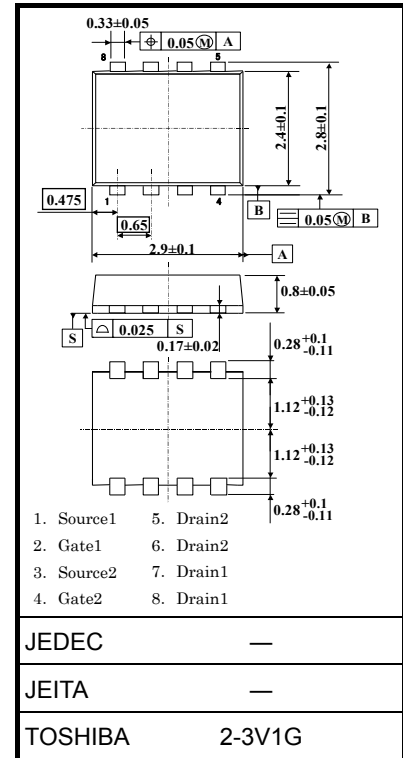 0.33±0.05
0.05 Ⓜ A
8 5
2.4±0.1
2.8±0.1
0.475
1 4
B
0.05 Ⓜ B
0.65
2.9±0.1
A
0.8±0.05
S
0.025 S
0.17±0.02
0.28 +0.1 -0.11
1.12 +0.13 -0.12
1.12 +0.13 -0.12
0.28 +0.1 -0.11
1. Source1 5. Drain2
2. Gate1 6. Drain2
3. Source2 7. Drain1
4. Gate2 8. Drain1
JEDEC ―
JEITA ―
TOSHIBA 2-3V1G